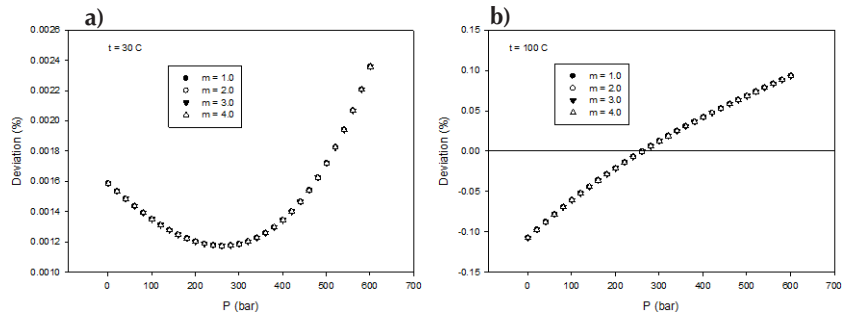 a)
t = 30 C
m = 1.0
m = 2.0
m = 3.0
m = 4.0
Deviation (%)
0.0026
0.0024
0.0022
0.0020
0.0018
0.0016
0.0014
0.0012
0.0010
0 100 200 300 400 500 600 700
P (bar)
b)
t = 100 C
m = 1.0
m = 2.0
m = 3.0
m = 4.0
Deviation (%)
0.15
0.10
0.05
0.00
-0.05
-0.10
-0.15
0 100 200 300 400 500 600 700
P (bar)